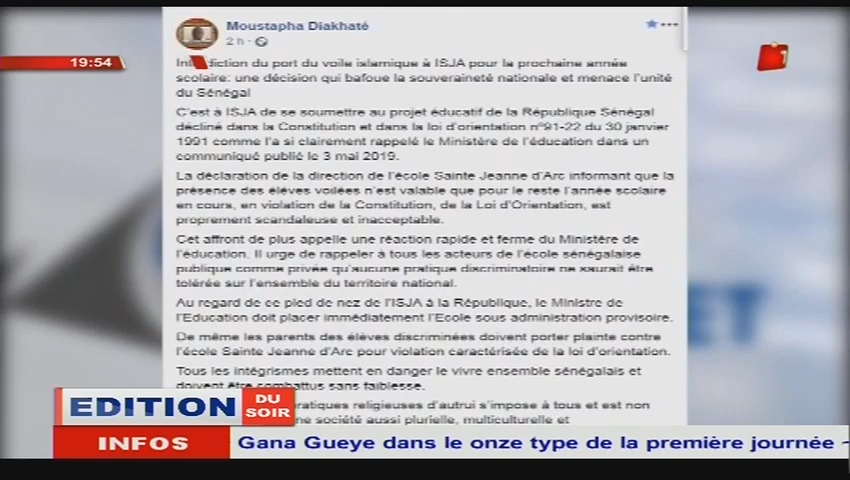 Moustapha Diakhaté
2 h
19:54
1
Interdiction du port du voile islamique à ISJA pour la prochaine année
scolaire: une décision qui bafoue la souveraineté nationale et menace l'unité
du Sénégal
C'est à ISJA de se soumettre au projet éducatif de la République Sénégal
décliné dans la Constitution et dans la loi d'orientation n°91-22 du 30 janvier
1991 comme l'a si clairement rappelé le Ministère de l'éducation dans un
communiqué publié le 3 mai 2019.
La déclaration de la direction de l'école Sainte Jeanne d'Arc informant que la
présence des élèves voilées n'est valable que pour le reste l'année scolaire
en cours, en violation de la Constitution, de la Loi d'Orientation, est
proprement scandaleuse et inacceptable.
Cet affront de plus appelle une réaction rapide et ferme du Ministère de
l'éducation. Il urge de rappeler à tous les acteurs de l'école sénégalaise
publique comme privée qu'aucune pratique discriminatoire ne saurait être
tolérée sur l'ensemble du territoire national.
Au regard de ce pied de nez de l'ISJA à la République, le Ministre de
l'Education doit placer immédiatement l'Ecole sous administration provisoire.
De même les parents des élèves discriminées doivent porter plainte contre
l'école Sainte Jeanne d'Arc pour violation caractérisée de la loi d'orientation.
Tous les intégrismes mettent en danger le vivre ensemble sénégalais et
doivent être combattus sans faiblesse.
pratiques religieuses d'autrui s'impose à tous et est non
ne société aussi plurielle, multiculturelle et
ET
EDITION DU SOIR
INFOS Gana Gueye dans le onze type de la première journée ~